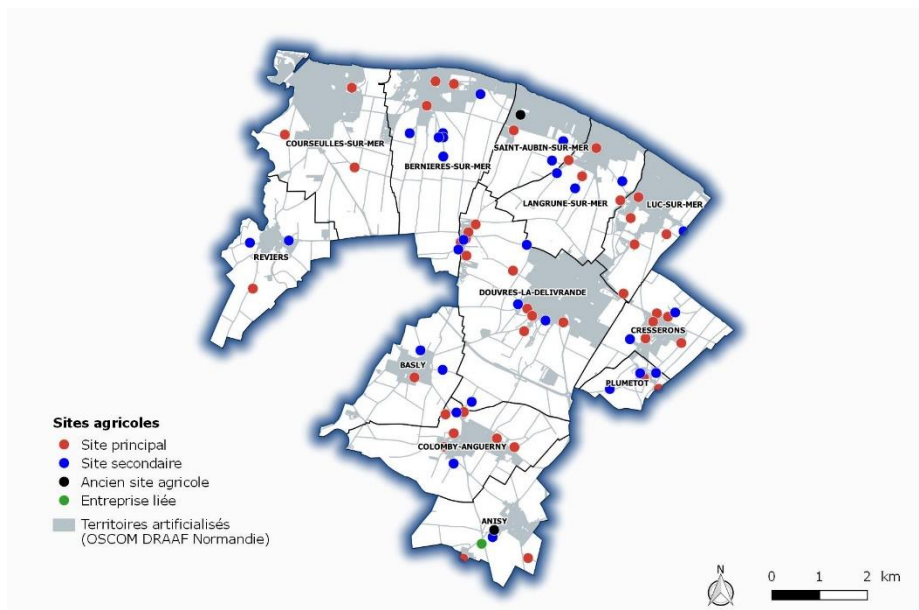 COURSEULLES-SUR-MER
BERNIERES-SUR-MER
SAINT-AUBIN-SUR-MER
LANGRUNE-SUR-MER
LUC-SUR-MER
REVIERS
DOUVRES-LA-DELIVRANDE
CRESSERONS
BASLY
PLUMETOT
COLOMBY-ANGUERNY
ANISY
Sites agricoles
Site principal
Site secondaire
Ancien site agricole
Entreprise liée
Territoires artificialisés
(OSCOM DRAAF Normandie)
N
0 1 2 km